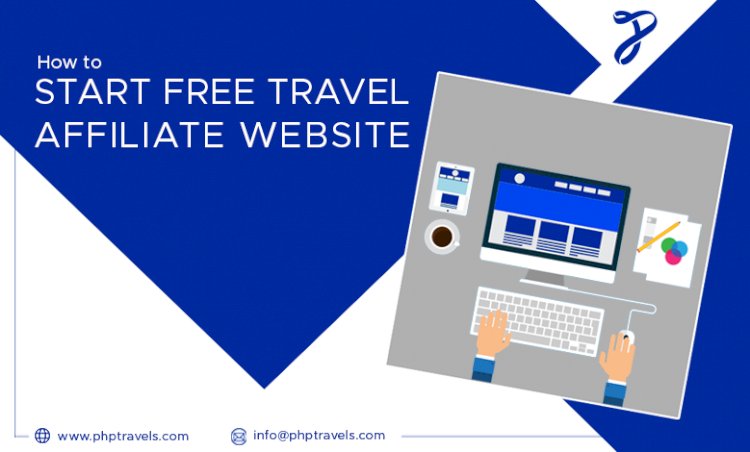 How to
START FREE TRAVEL
AFFILIATE WEBSITE
www.phptravels.com
info@phptravels.com